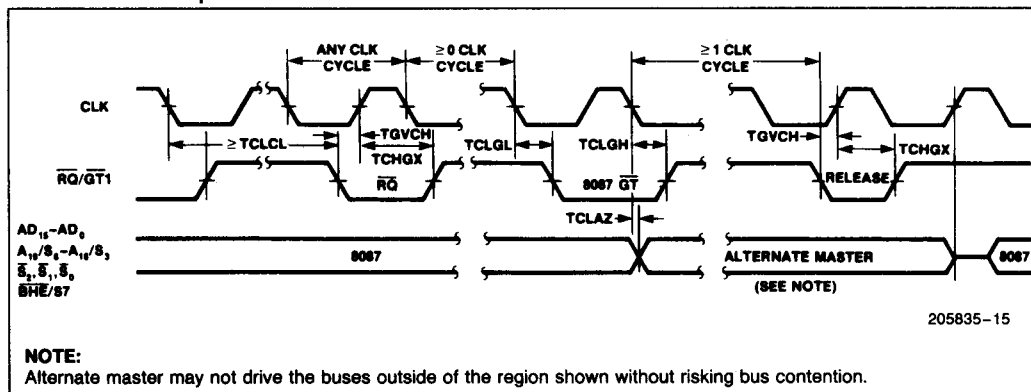 ANY CLK CYCLE
≥ 0 CLK CYCLE
≥ 1 CLK CYCLE
CLK
≥ TCLCL
TGVCH
TCHGX
TCLGL
TCLGH
TGVCH
TCHGX
RQ/GT1
RQ
8087 GT
RELEASE
TCLAZ
AD15–AD0
A16/S6–A16/S3
S2, S1, S0
BHE/S7
8087
ALTERNATE MASTER
(SEE NOTE)
8087
205835–15
NOTE:
Alternate master may not drive the buses outside of the region shown without risking bus contention.